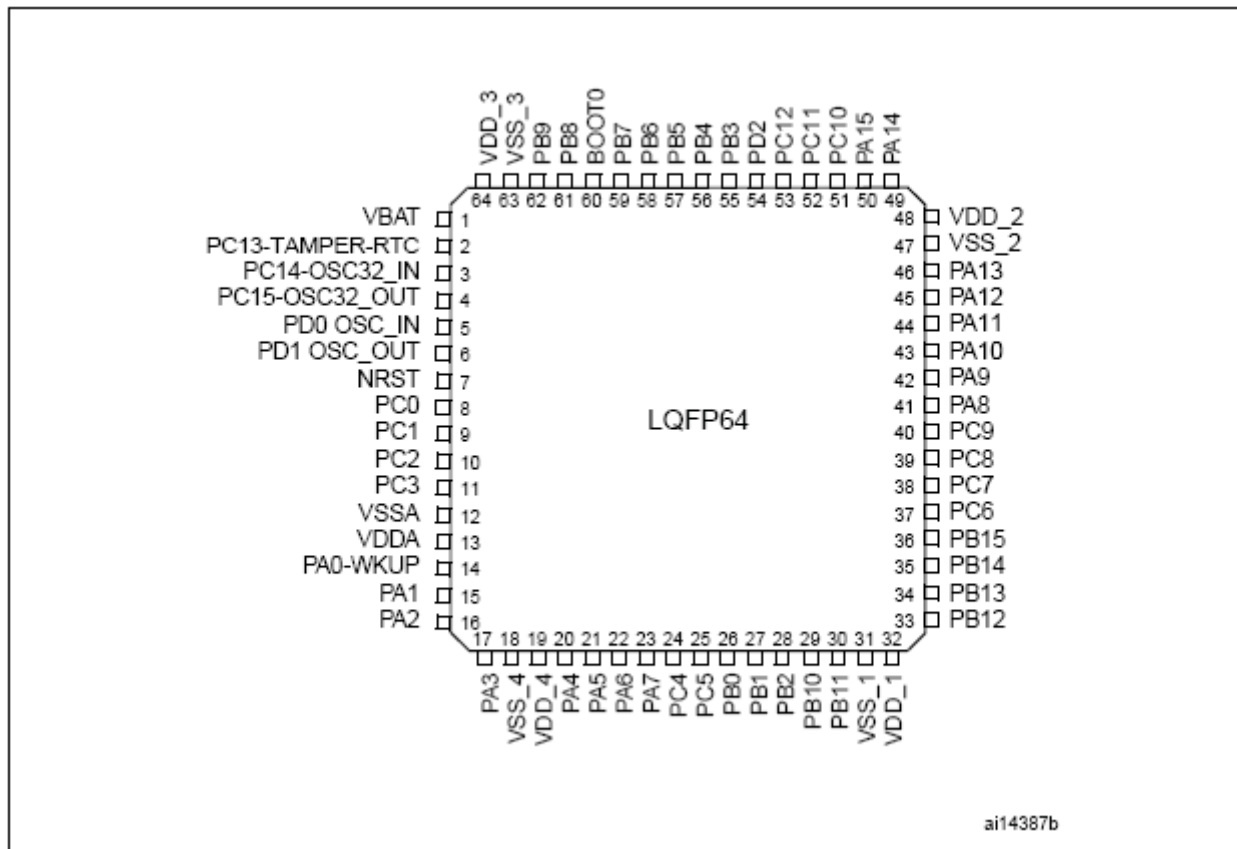 VDD_3
VSS_3
PB9
PB8
BOOT0
PB7
PB6
PB5
PB4
PB3
PD2
PC12
PC11
PC10
PA15
PA14
64 63 62 61 60 59 58 57 56 55 54 53 52 51 50 49
VBAT 1
PC13-TAMPER-RTC 2
PC14-OSC32_IN 3
PC15-OSC32_OUT 4
PD0 OSC_IN 5
PD1 OSC_OUT 6
NRST 7
PC0 8
PC1 9
PC2 10
PC3 11
VSSA 12
VDDA 13
PA0-WKUP 14
PA1 15
PA2 16
LQFP64
48 VDD_2
47 VSS_2
46 PA13
45 PA12
44 PA11
43 PA10
42 PA9
41 PA8
40 PC9
39 PC8
38 PC7
37 PC6
36 PB15
35 PB14
34 PB13
33 PB12
17 18 19 20 21 22 23 24 25 26 27 28 29 30 31 32
PA3
VSS_4
VDD_4
PA4
PA5
PA6
PA7
PC4
PC5
PB0
PB1
PB2
PB10
PB11
VSS_1
VDD_1
ai14387b